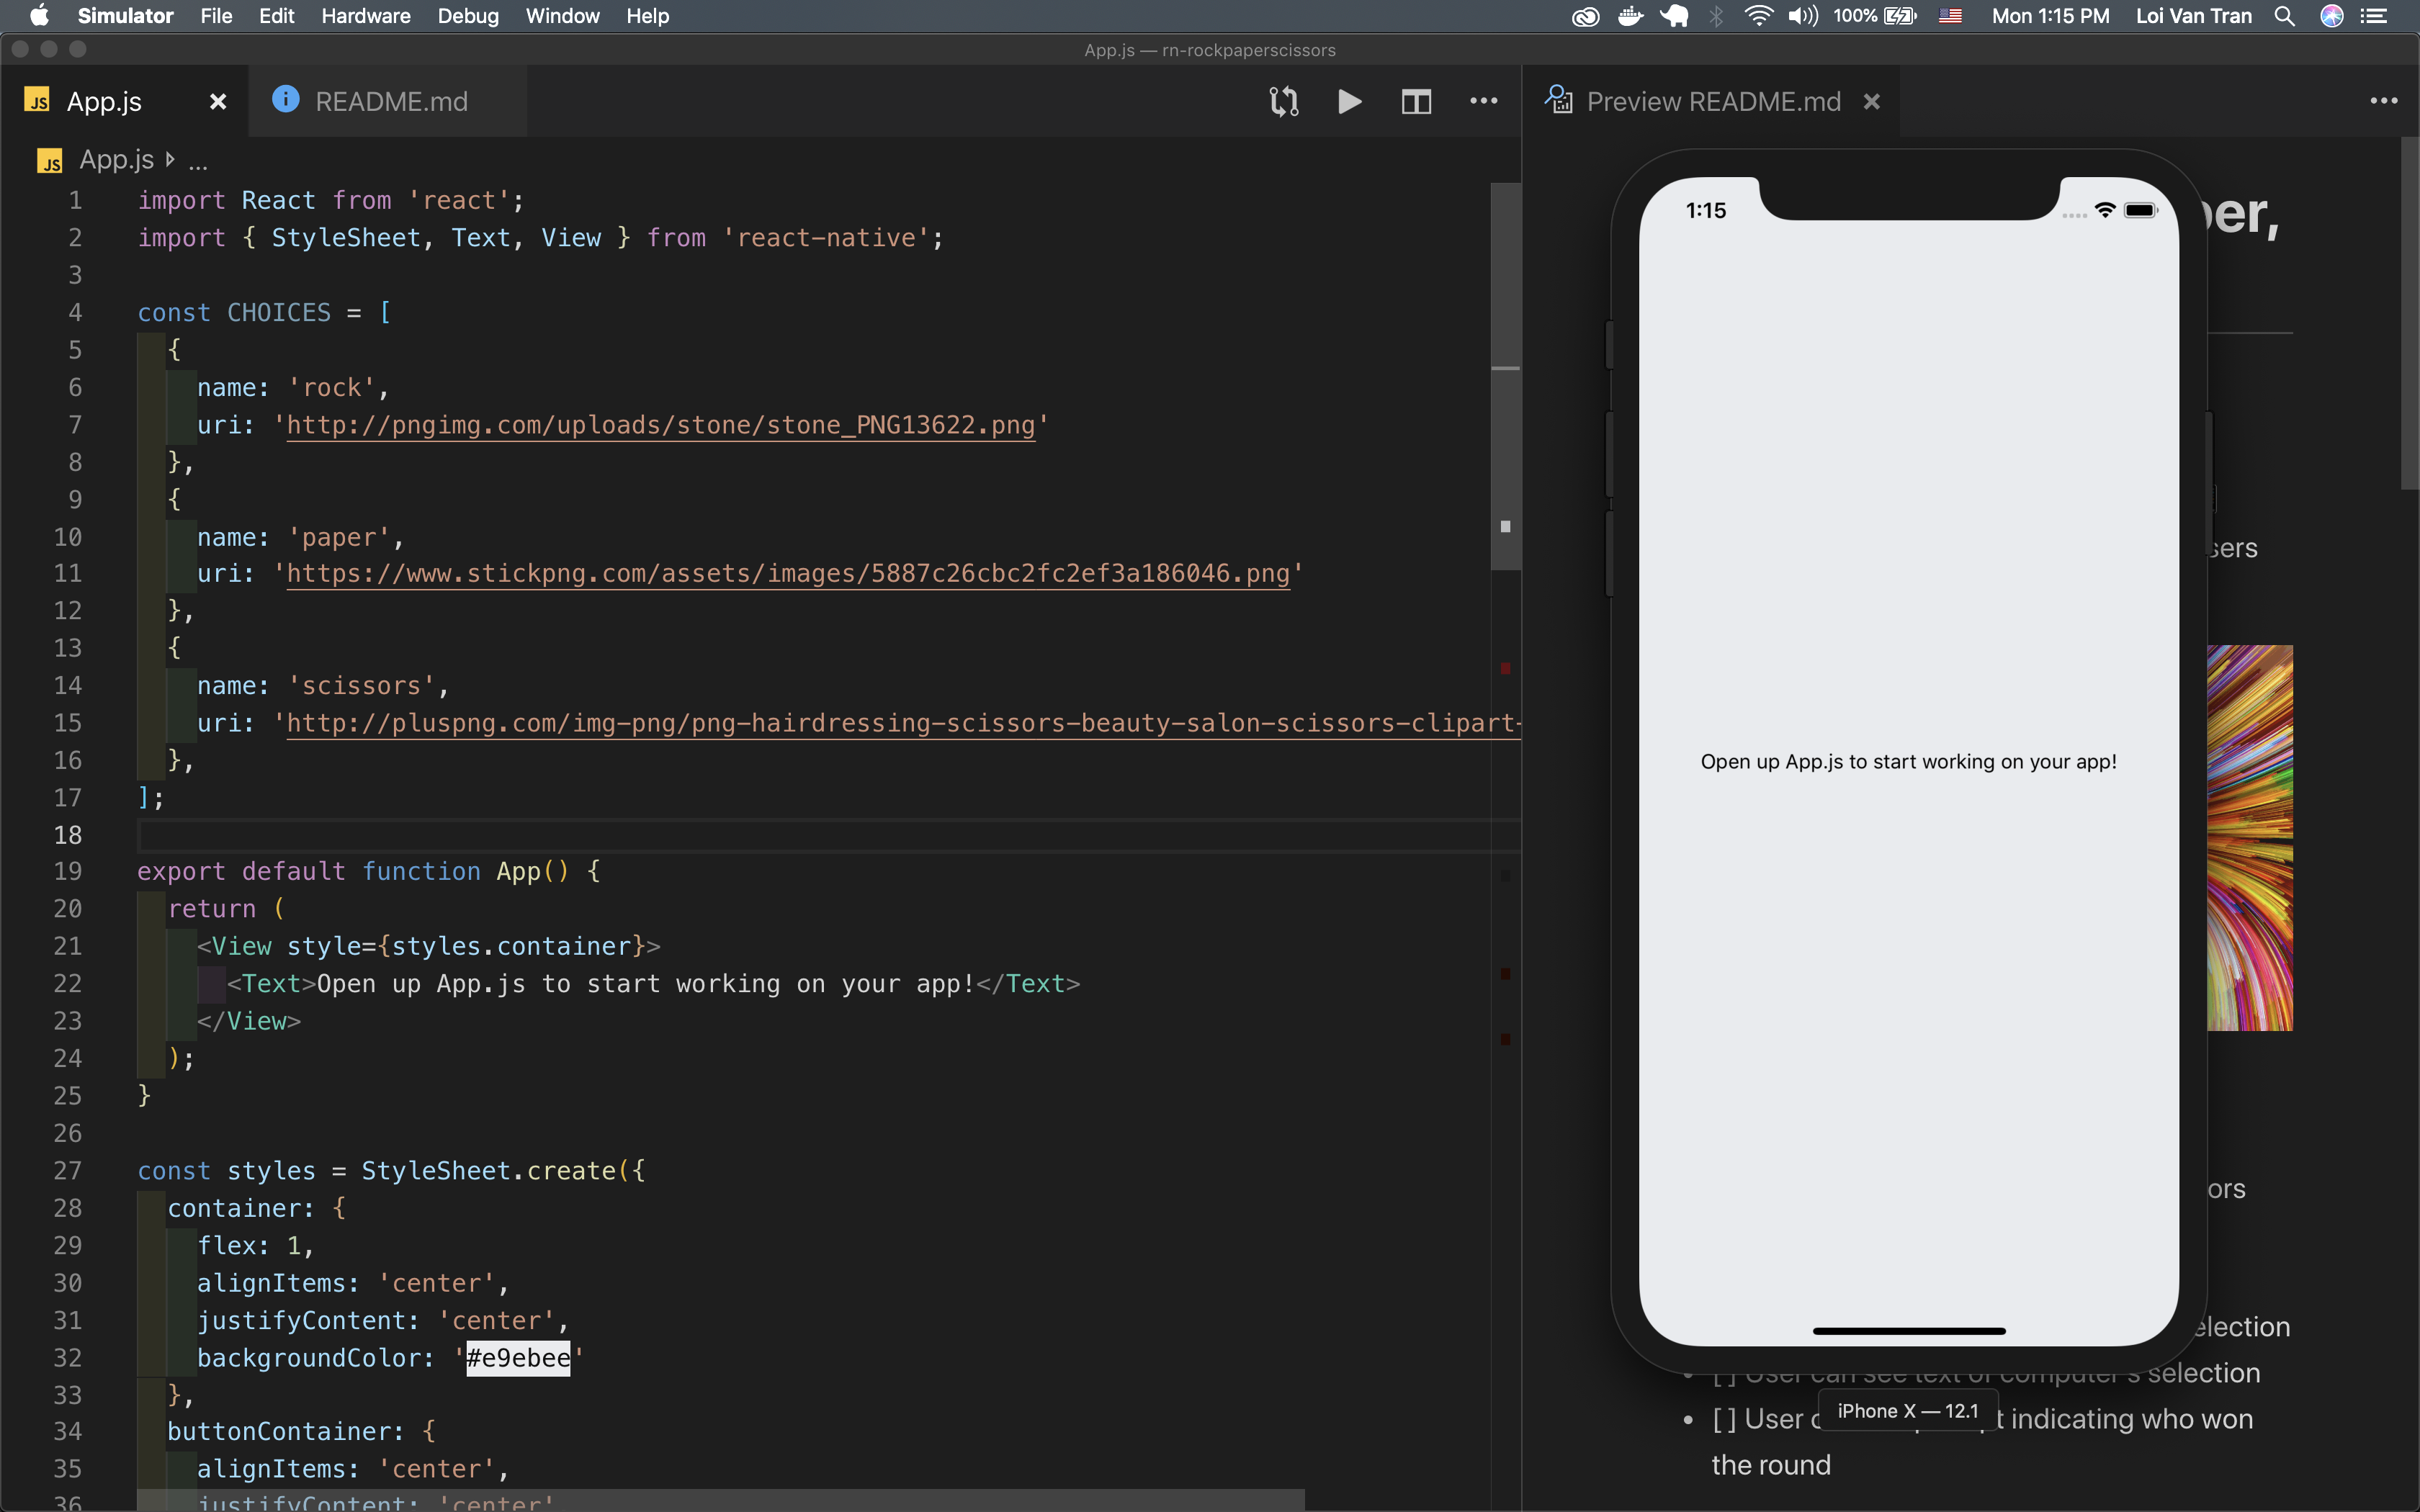 Simulator File Edit Hardware Debug Window Help 100% Mon 1:15 PM Loi Van Tran
App.js — rn-rockpaperscissors
JS App.js README.md
JS App.js ...
1 import React from 'react';
2 import { StyleSheet, Text, View } from 'react-native';
3
4 const CHOICES = [
5 {
6 name: 'rock',
7 uri: 'http://pngimg.com/uploads/stone/stone_PNG13622.png'
8 },
9 {
10 name: 'paper',
11 uri: 'https://www.stickpng.com/assets/images/5887c26cbc2fc2ef3a186046.png'
12 },
13 {
14 name: 'scissors',
15 uri: 'http://pluspng.com/img-png/png-hairdressing-scissors-beauty-salon-scissors-clipart-
16 },
17 ];
18
19 export default function App() {
20 return (
21 <View style={styles.container}>
22 <Text>Open up App.js to start working on your app!</Text>
23 </View>
24 );
25 }
26
27 const styles = StyleSheet.create({
28 container: {
29 flex: 1,
30 alignItems: 'center',
31 justifyContent: 'center',
32 backgroundColor: '#e9ebee'
33 },
34 buttonContainer: {
35 alignItems: 'center',
36 justifyContent: 'center',
Preview README.md
1:15
per,
sers
Open up App.js to start working on your app!
ors
election
[ ] User can see text of computer's selection
[ ] User
t indicating who won
the round
iPhone X — 12.1